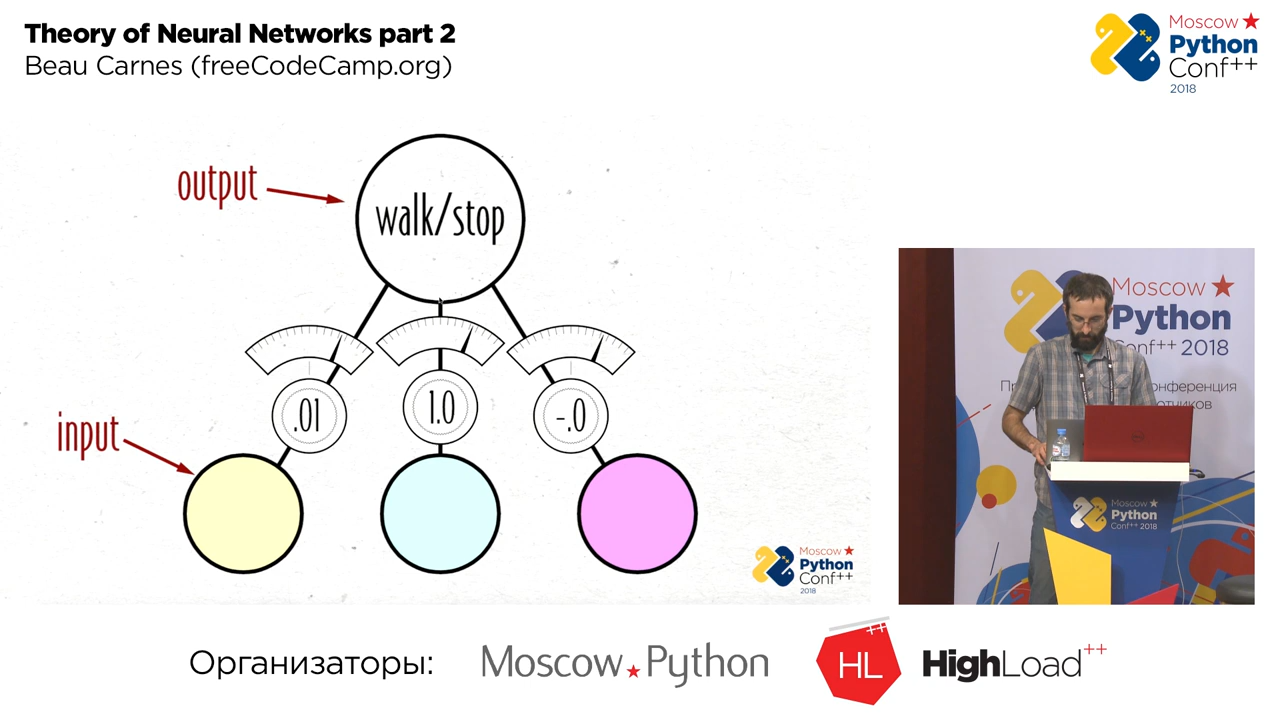 Theory of Neural Networks part 2
Beau Carnes (freeCodeCamp.org)
Moscow
Python
Conf++
2018
output
walk/stop
.01
1.0
-.0
input
Moscow
Python
Conf++
2018
Moscow
Python
Conf++ 2018
онференция
Moscow
Python
Conf++ 2018
Организаторы:
Moscow Python
HL++
HighLoad++